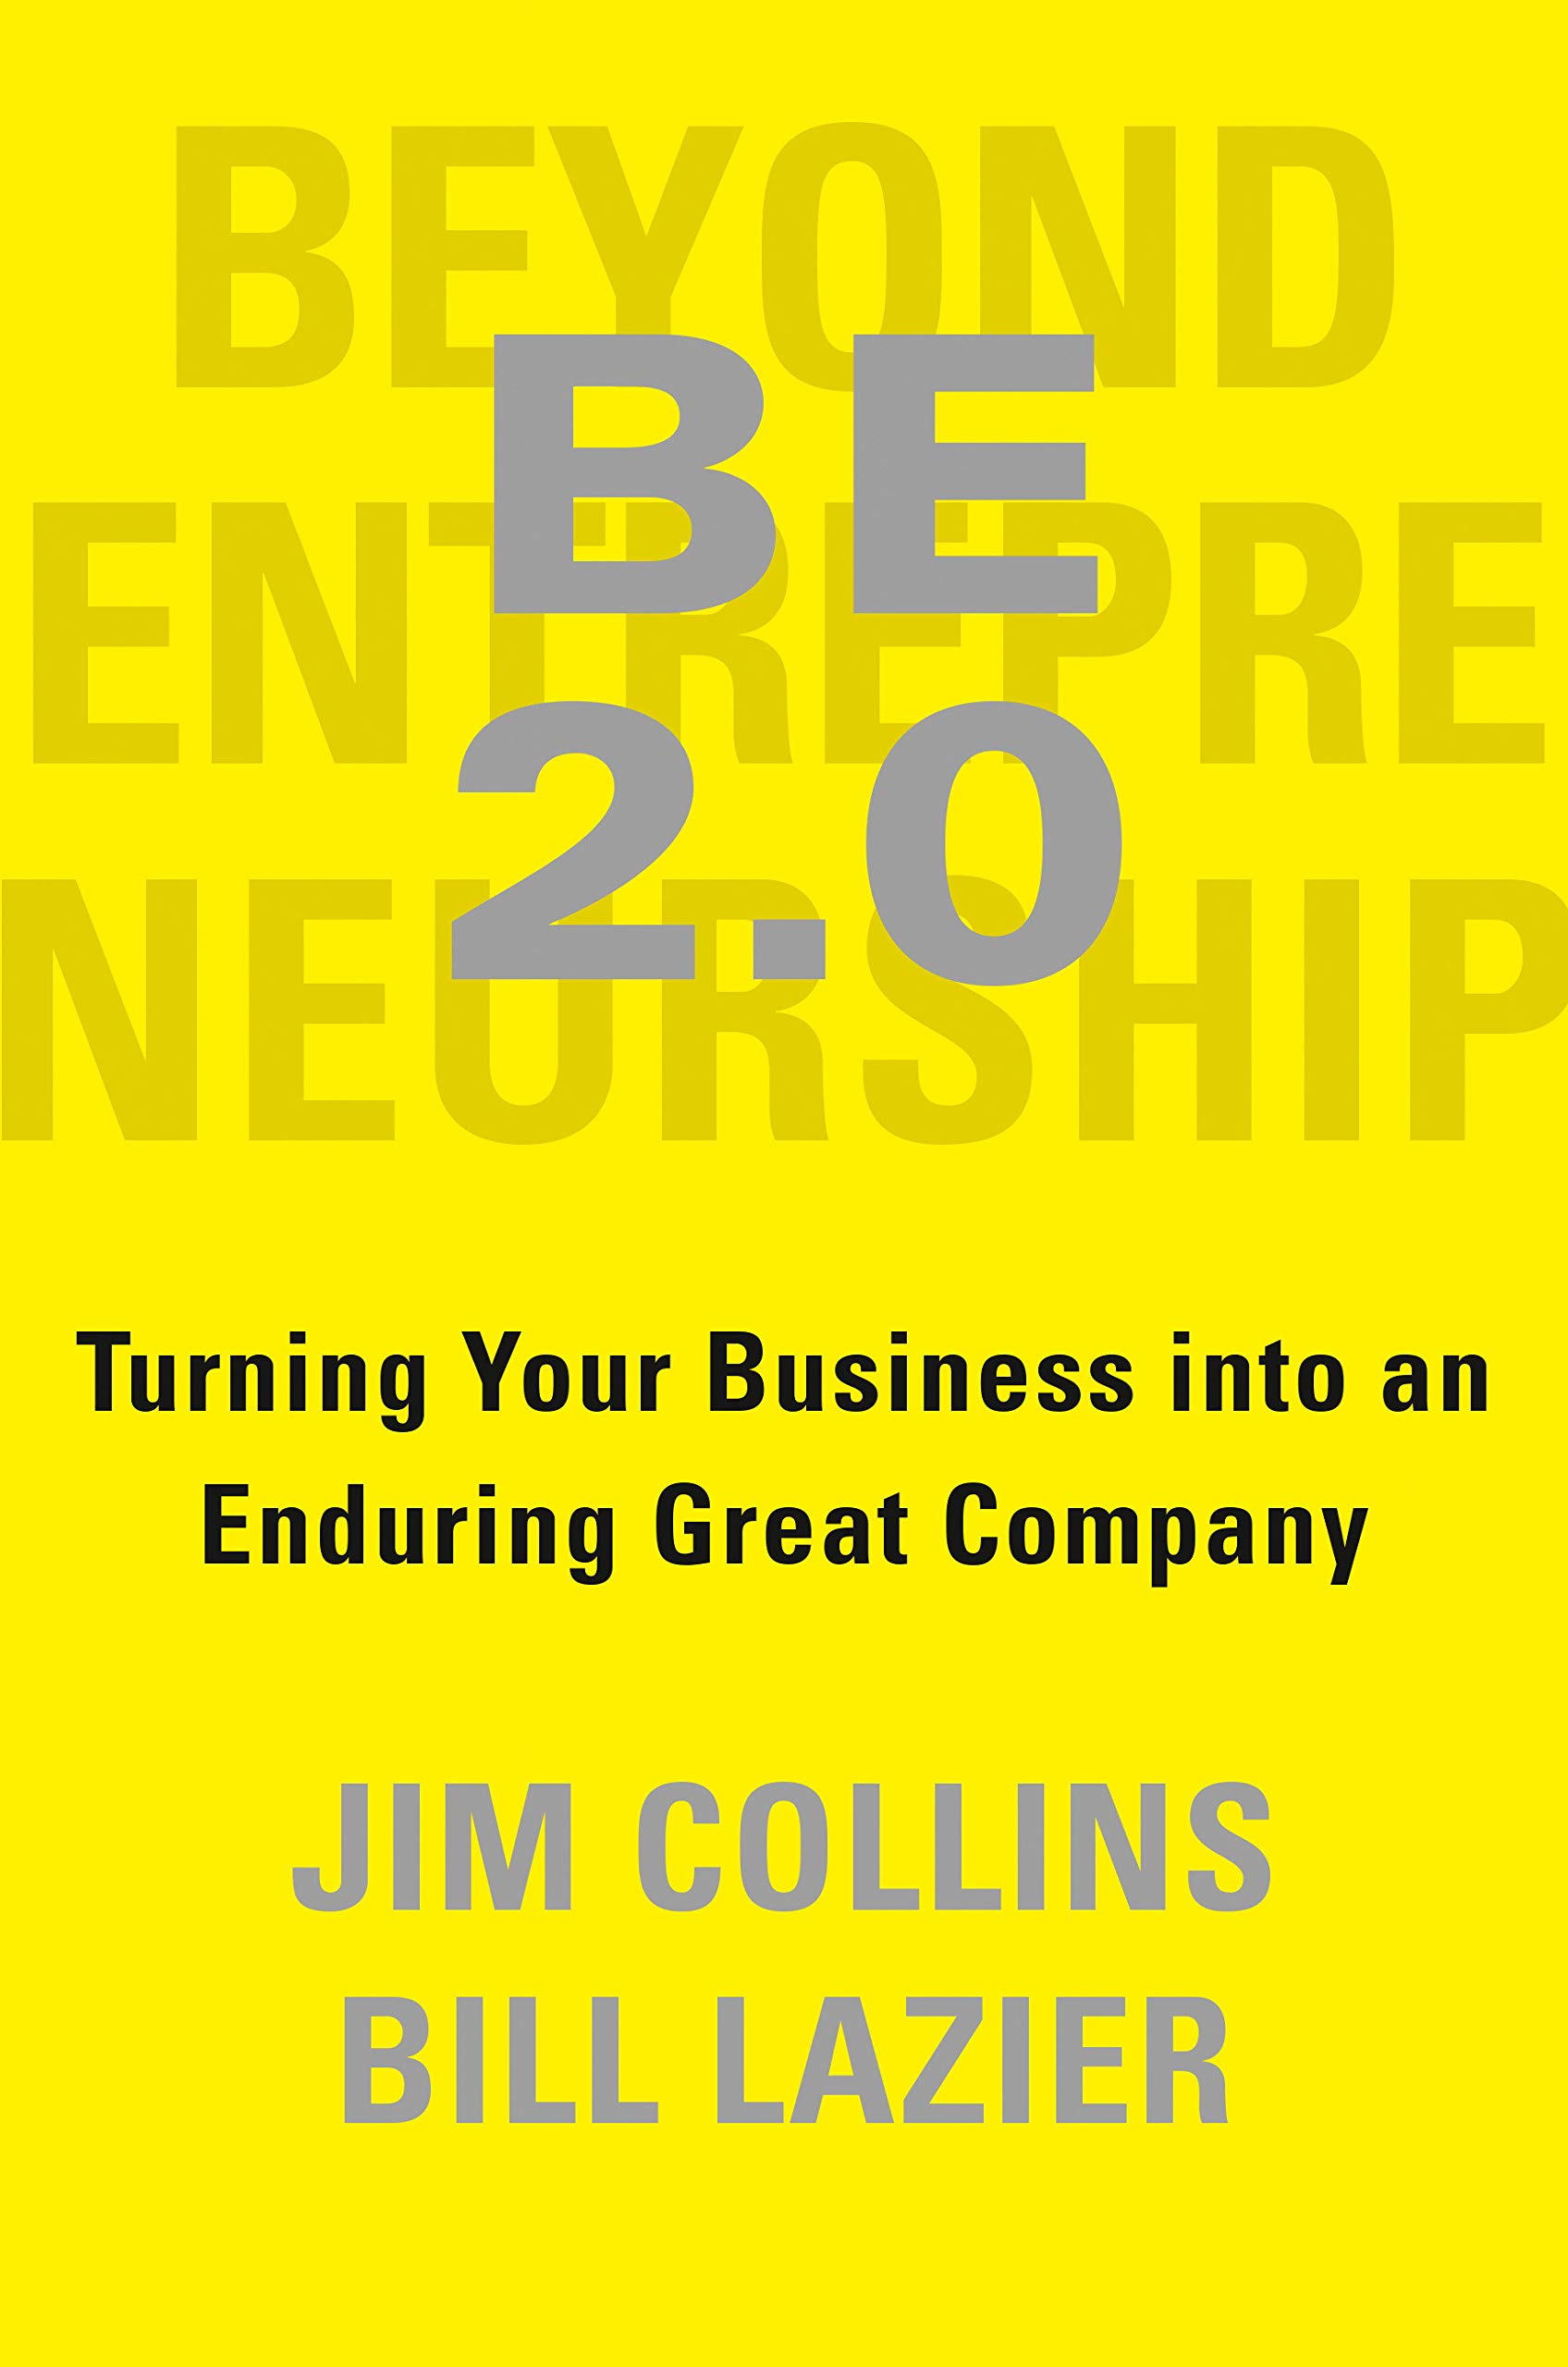 BEYOND
BE
ENTREPRE
2.0
NEURSHIP
Turning Your Business into an
Enduring Great Company
JIM COLLINS
BILL LAZIER